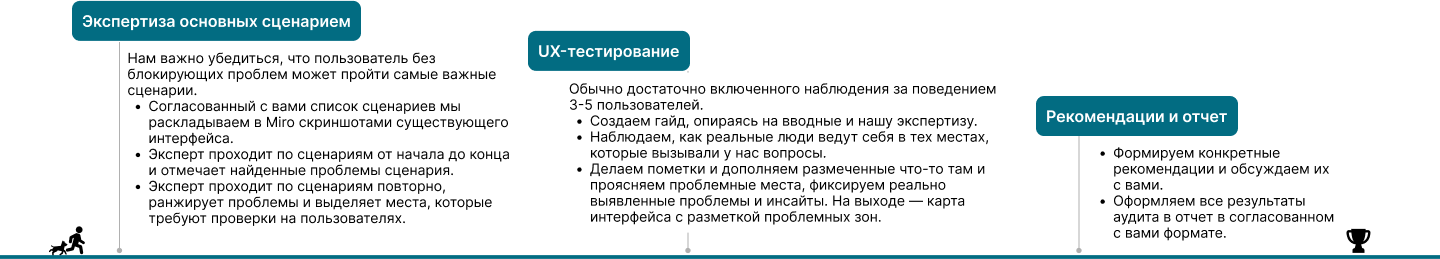 Экспертиза основных сценарием
Нам важно убедиться, что пользователь без
блокирующих проблем может пройти самые важные
сценарии.
• Согласованный с вами список сценариев мы
раскладываем в Miro скриншотами существующего
интерфейса.
• Эксперт проходит по сценариям от начала до конца
и отмечает найденные проблемы сценария.
• Эксперт проходит по сценариям повторно,
ранжирует проблемы и выделяет места, которые
требуют проверки на пользователях.
UX-тестирование
Обычно достаточно включенного наблюдения за поведением
3-5 пользователей.
• Создаем гайд, опираясь на вводные и нашу экспертизу.
• Наблюдаем, как реальные люди ведут себя в тех местах,
которые вызывали у нас вопросы.
• Делаем пометки и дополняем размеченные что-то там и
проясняем проблемные места, фиксируем реально
выявленные проблемы и инсайты. На выходе — карта
интерфейса с разметкой проблемных зон.
Рекомендации и отчет
• Формируем конкретные
рекомендации и обсуждаем их
с вами.
• Оформляем все результаты
аудита в отчет в согласованном
с вами формате.